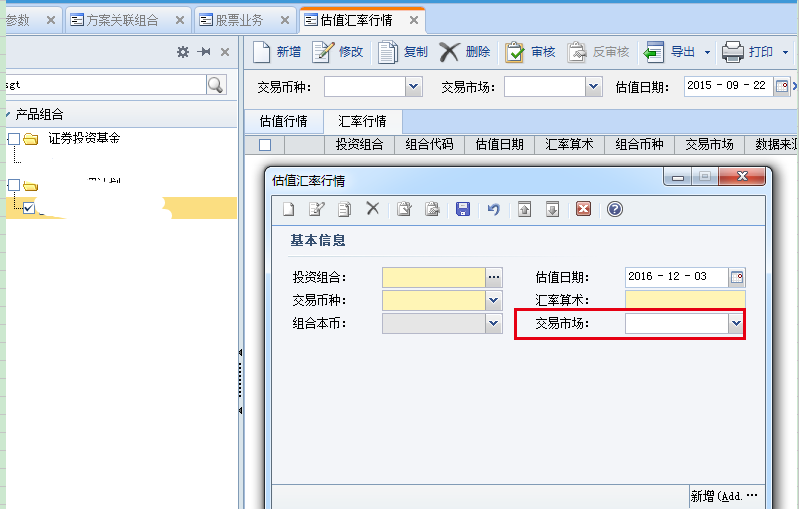 参数 方案关联组合 股票业务 估值汇率行情
新增 修改 复制 删除 审核 反审核 导出 打印
sgt
交易币种： 交易市场： 估值日期： 2015 - 09 - 22
产品组合
估值行情 汇率行情
证券投资基金
投资组合 组合代码 估值日期 汇率算术 组合币种 交易市场 数据来源
估值汇率行情
基本信息
投资组合： 估值日期： 2016 - 12 - 03
交易币种： 汇率算术：
组合本币： 交易市场：
新增(Add. ...